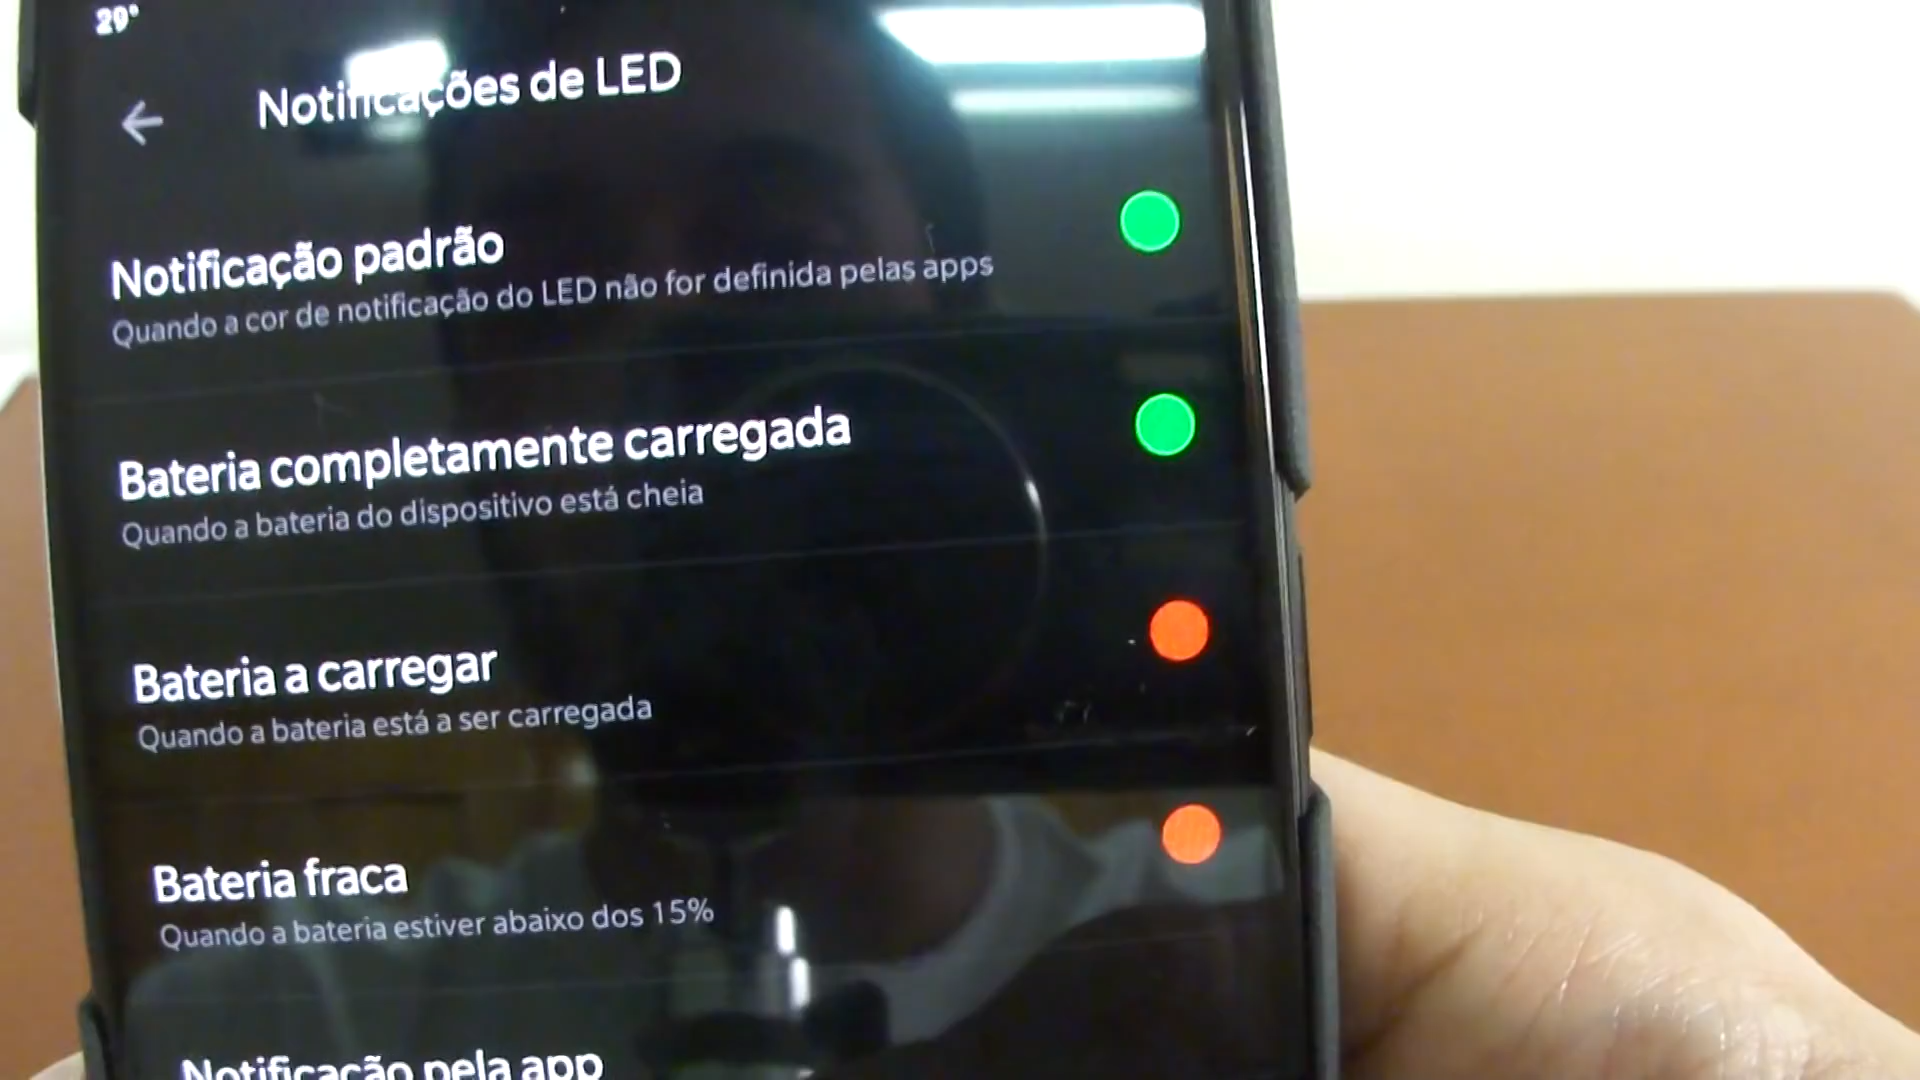 29°
Notificações de LED
Notificação padrão
Quando a cor de notificação do LED não for definida pelas apps
Bateria completamente carregada
Quando a bateria do dispositivo está cheia
Bateria a carregar
Quando a bateria está a ser carregada
Bateria fraca
Quando a bateria estiver abaixo dos 15%
Notificação pela app